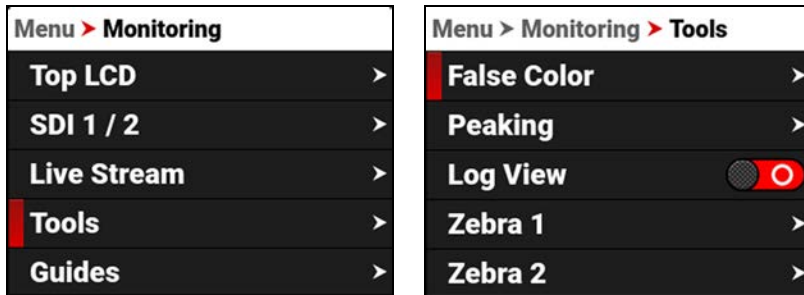 Menu > Monitoring
Top LCD
SDI 1 / 2
Live Stream
Tools
Guides
Menu > Monitoring > Tools
False Color
Peaking
Log View
Zebra 1
Zebra 2